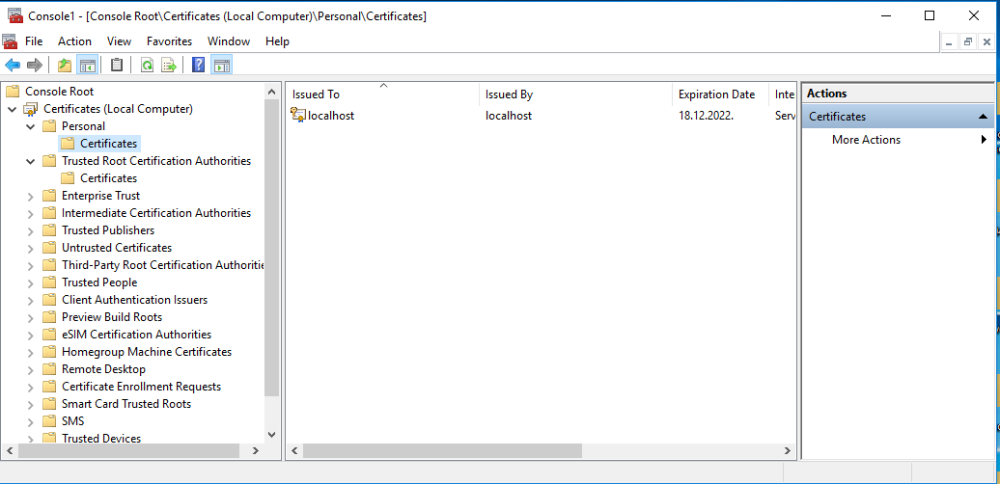 Console1 - [Console Root\Certificates (Local Computer)\Personal\Certificates]
File Action View Favorites Window Help
Console Root
Certificates (Local Computer)
Personal
Certificates
Trusted Root Certification Authorities
Certificates
Enterprise Trust
Intermediate Certification Authorities
Trusted Publishers
Untrusted Certificates
Third-Party Root Certification Authoritie
Trusted People
Client Authentication Issuers
Preview Build Roots
eSIM Certification Authorities
Homegroup Machine Certificates
Remote Desktop
Certificate Enrollment Requests
Smart Card Trusted Roots
SMS
Trusted Devices
Issued To Issued By Expiration Date Inte
localhost localhost 18.12.2022. Serv
Actions
Certificates
More Actions